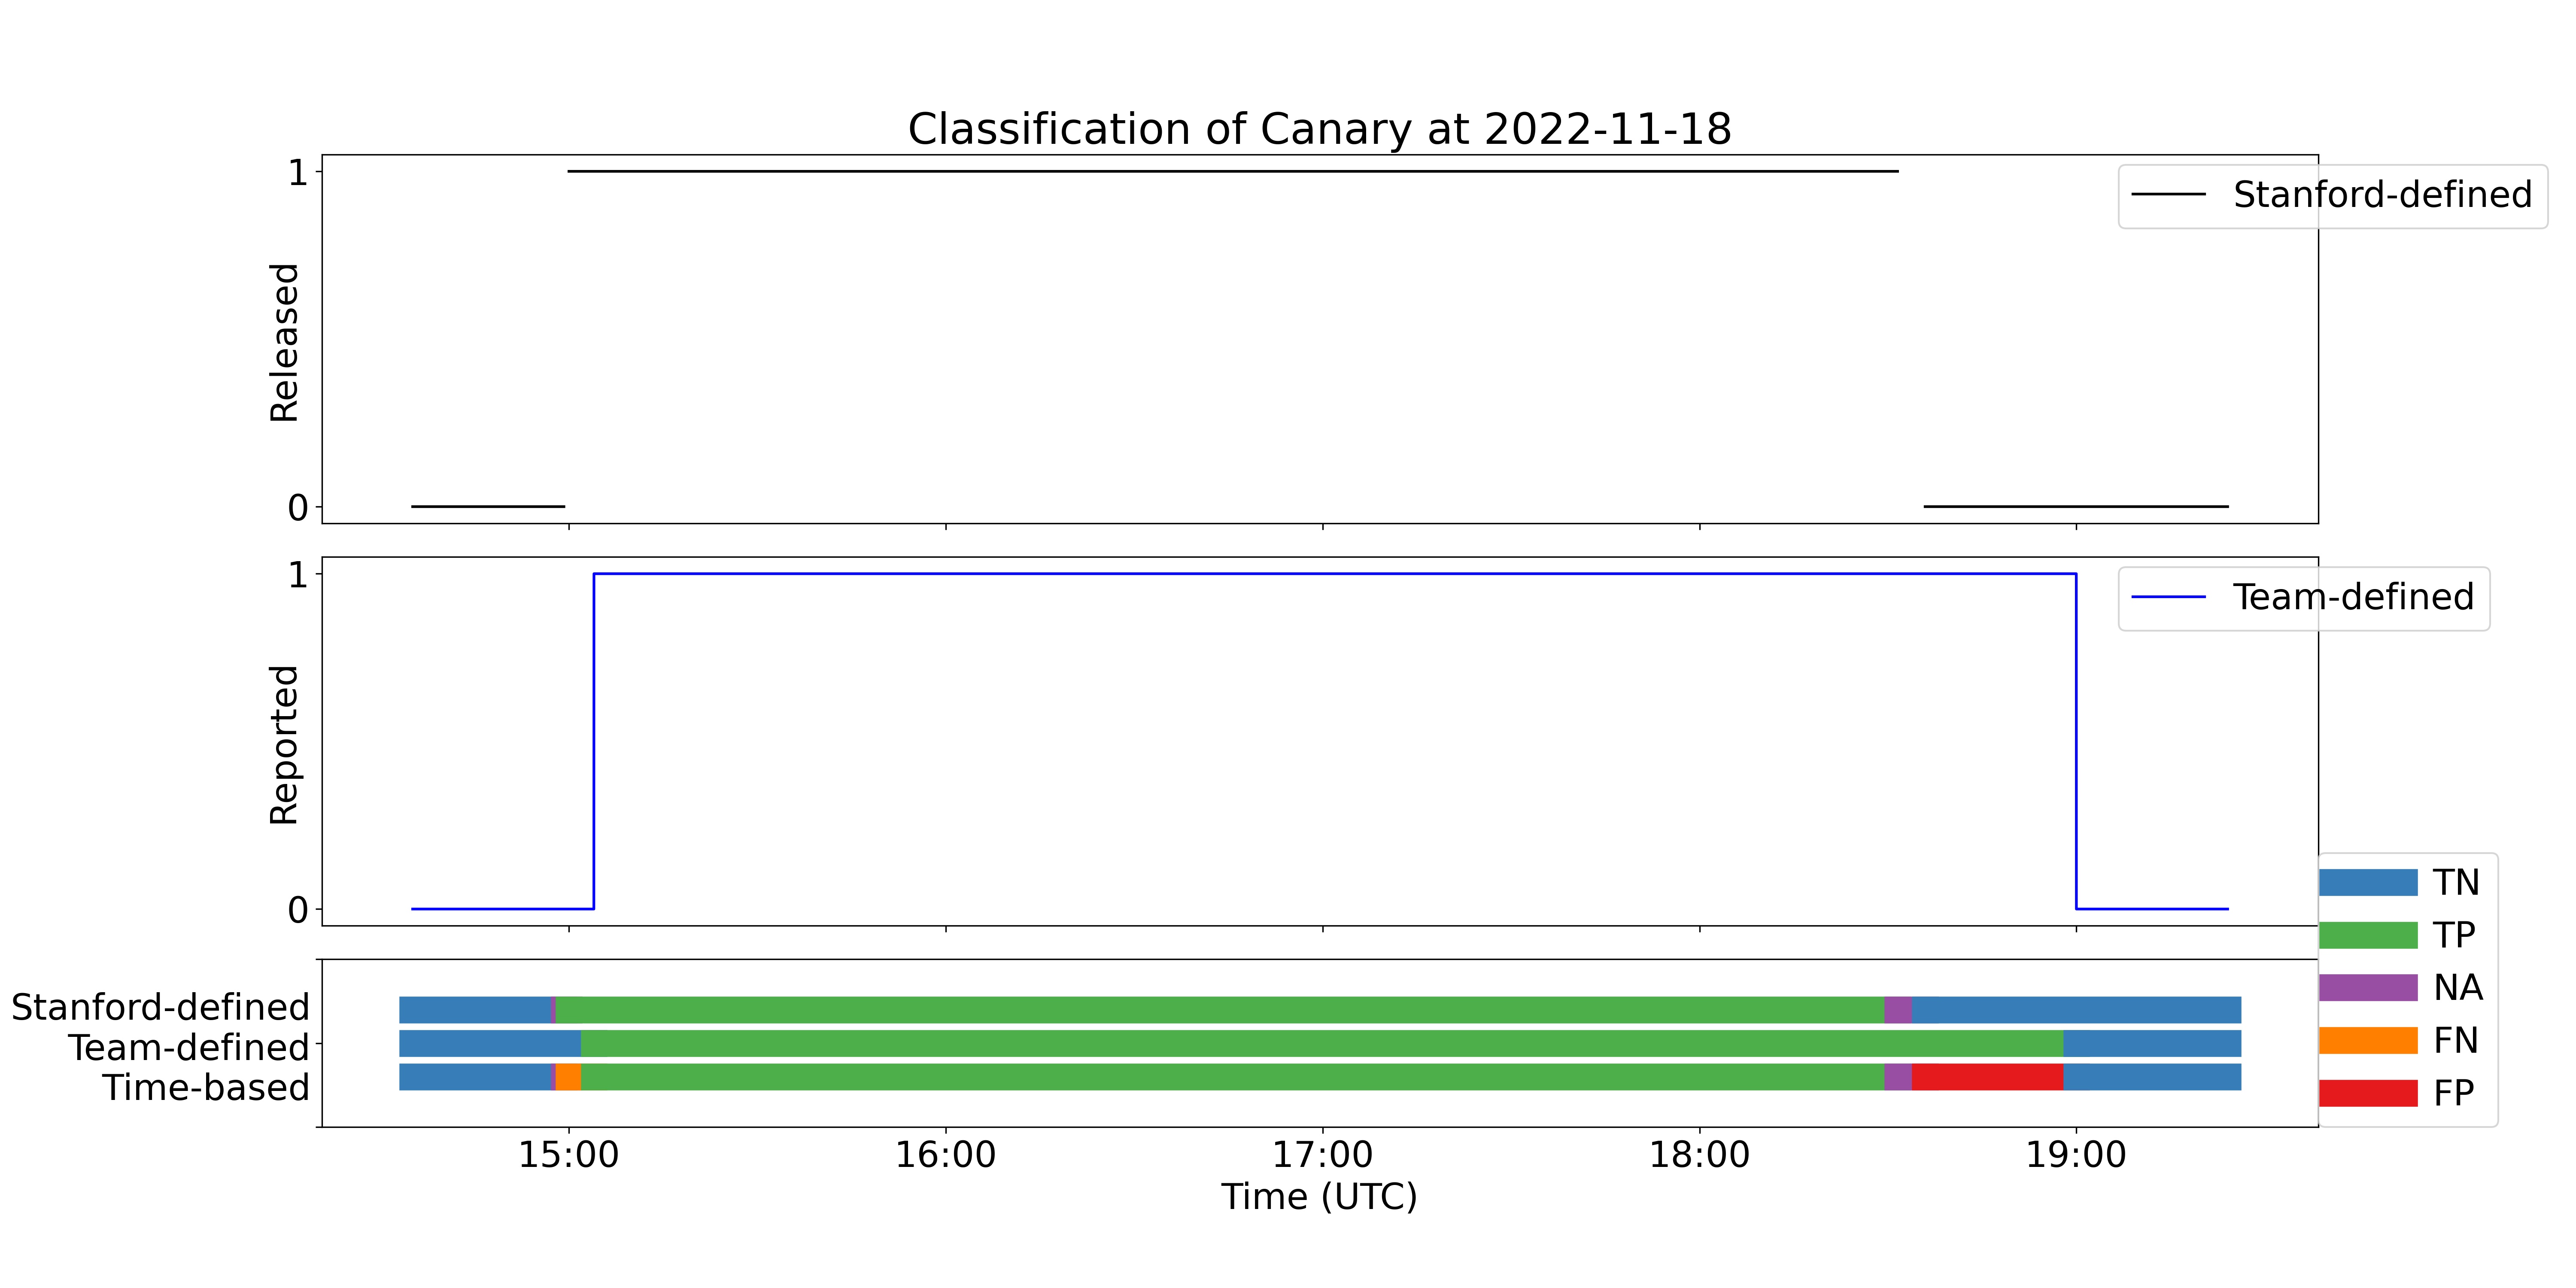 Classification of Canary at 2022-11-18
1
Released
0
Stanford-defined
1
Reported
0
Team-defined
TN
TP
NA
FN
FP
Stanford-defined
Team-defined
Time-based
15:00 16:00 17:00 18:00 19:00
Time (UTC)